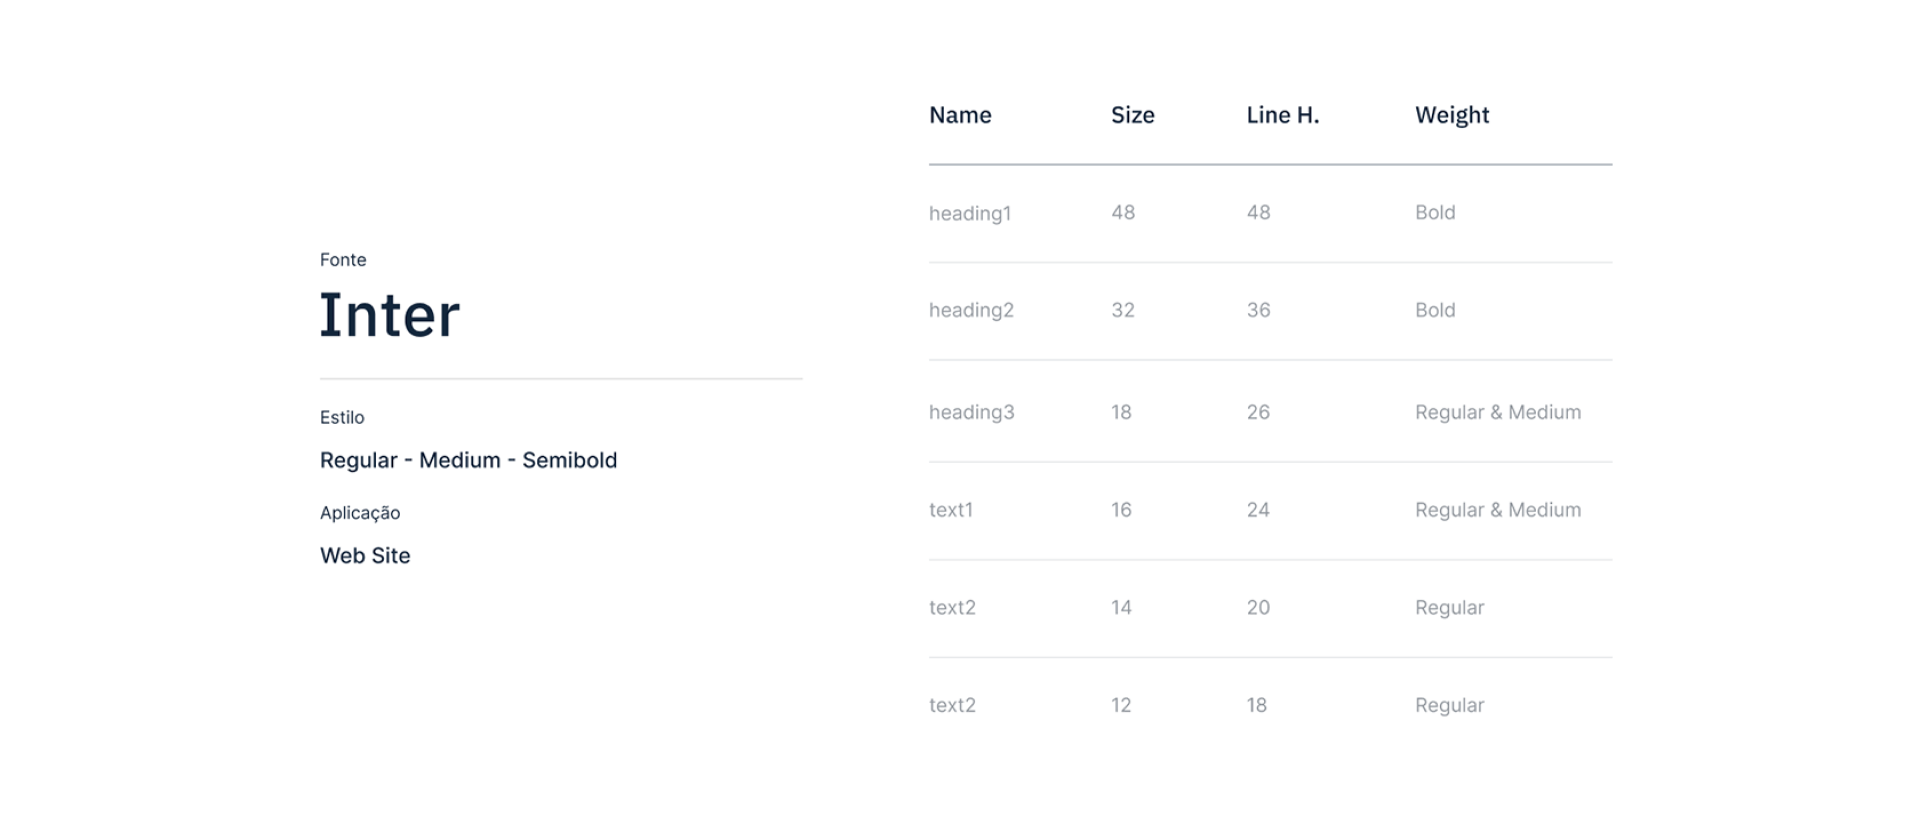 Fonte
Inter
Estilo
Regular - Medium - Semibold
Aplicação
Web Site
Name Size Line H. Weight
heading1 48 48 Bold
heading2 32 36 Bold
heading3 18 26 Regular & Medium
text1 16 24 Regular & Medium
text2 14 20 Regular
text2 12 18 Regular